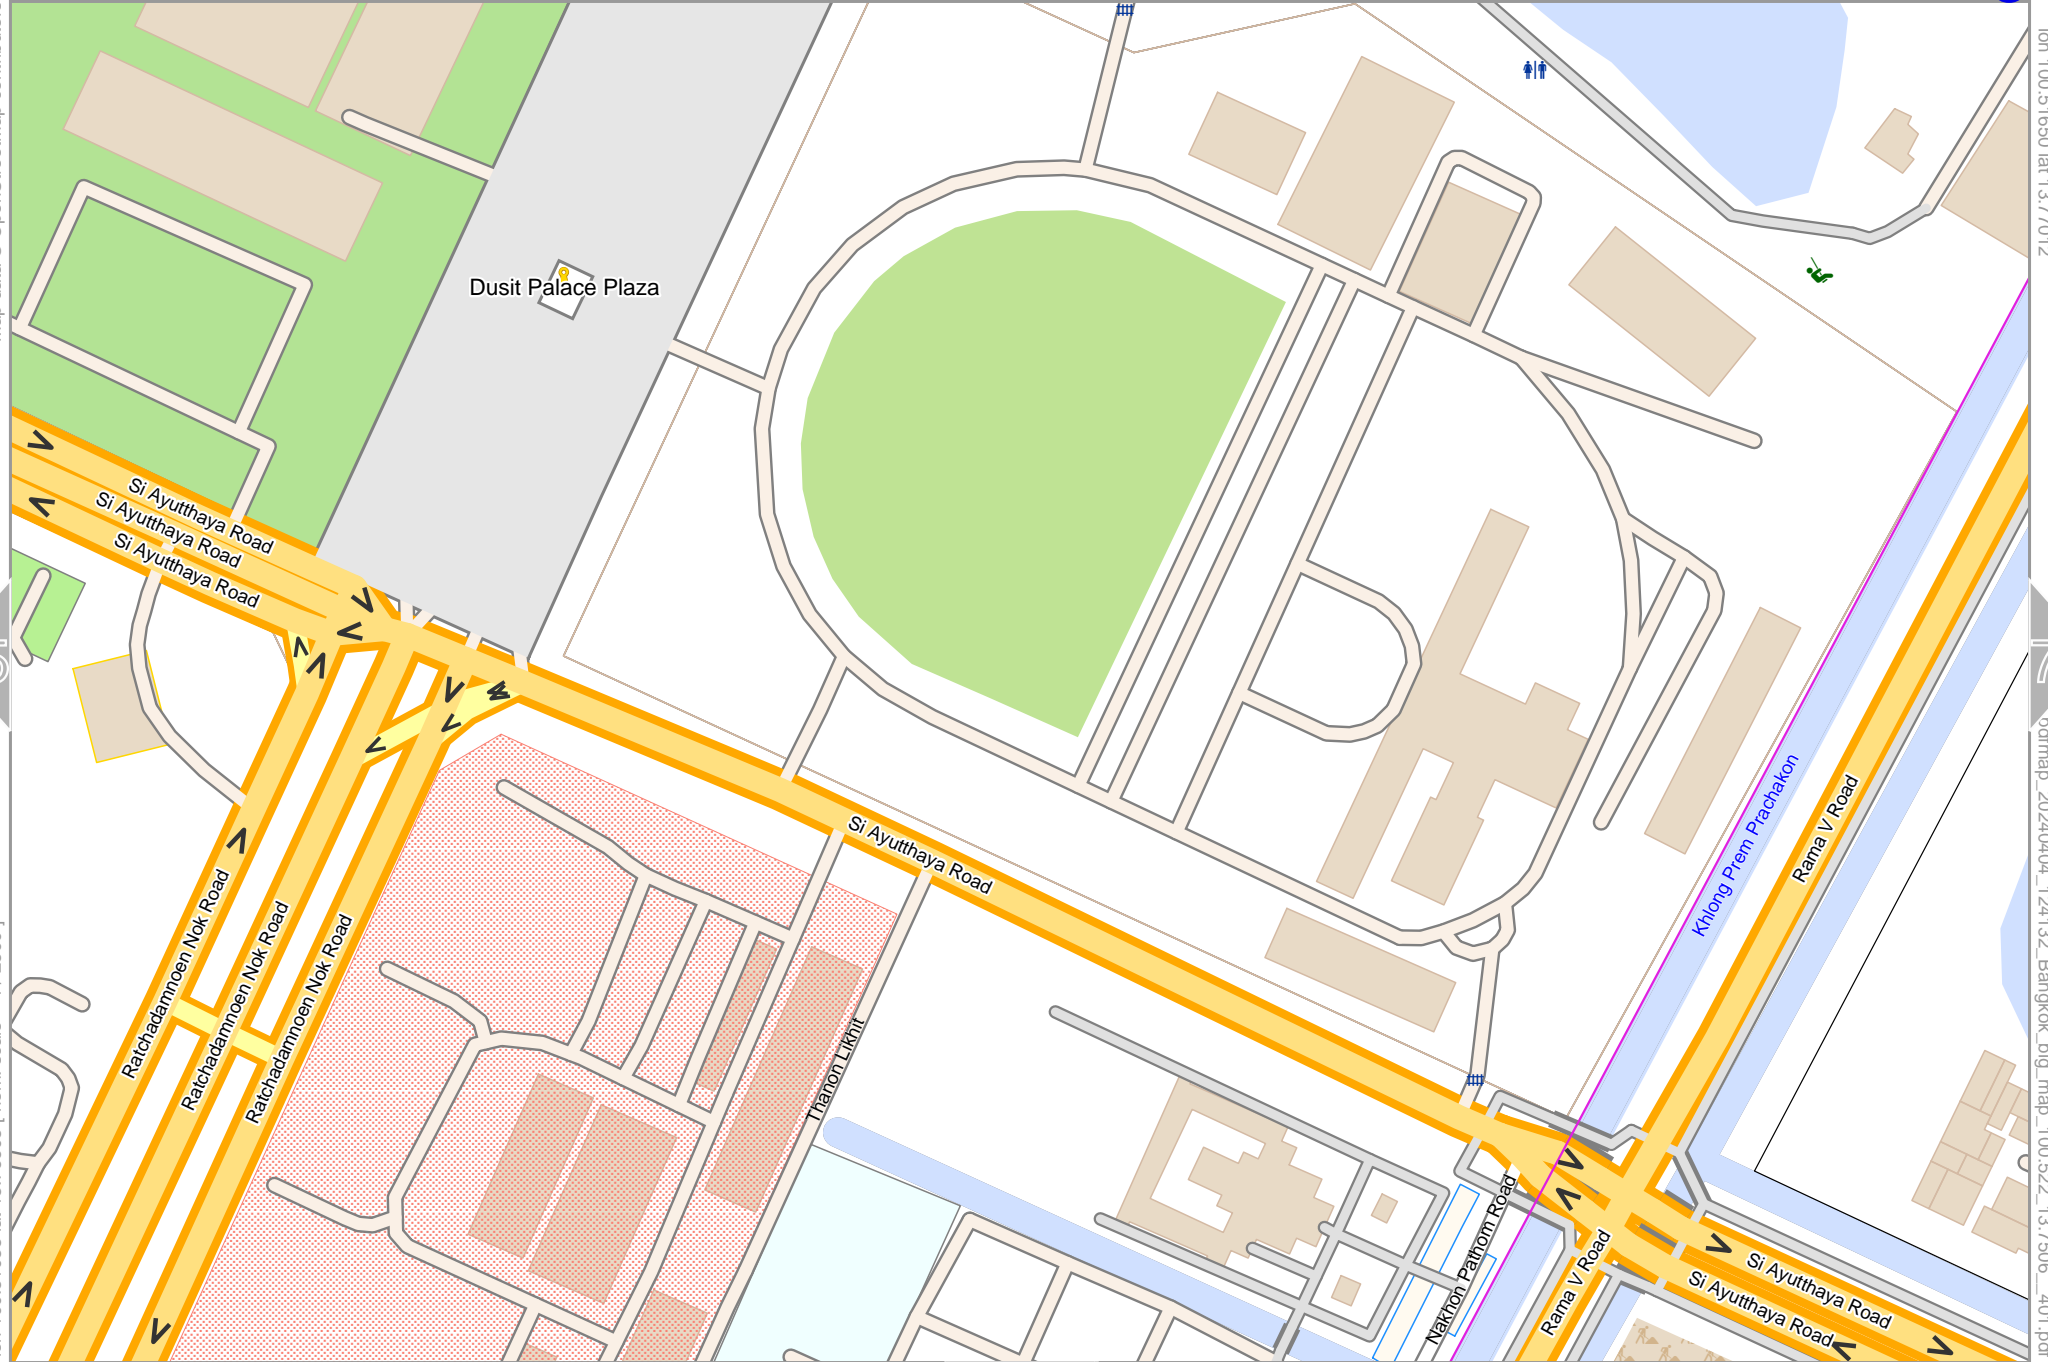 Dusit Palace Plaza
Si Ayutthaya Road
Si Ayutthaya Road
Si Ayutthaya Road
Si Ayutthaya Road
Khlong Prem Prachakon
Rama V Road
Ratchadamnoen Nok Road
Ratchadamnoen Nok Road
Ratchadamnoen Nok Road
Thanon Likhit
Nakhon Pathom Road
Rama V Road
Si Ayutthaya Road
Si Ayutthaya Road